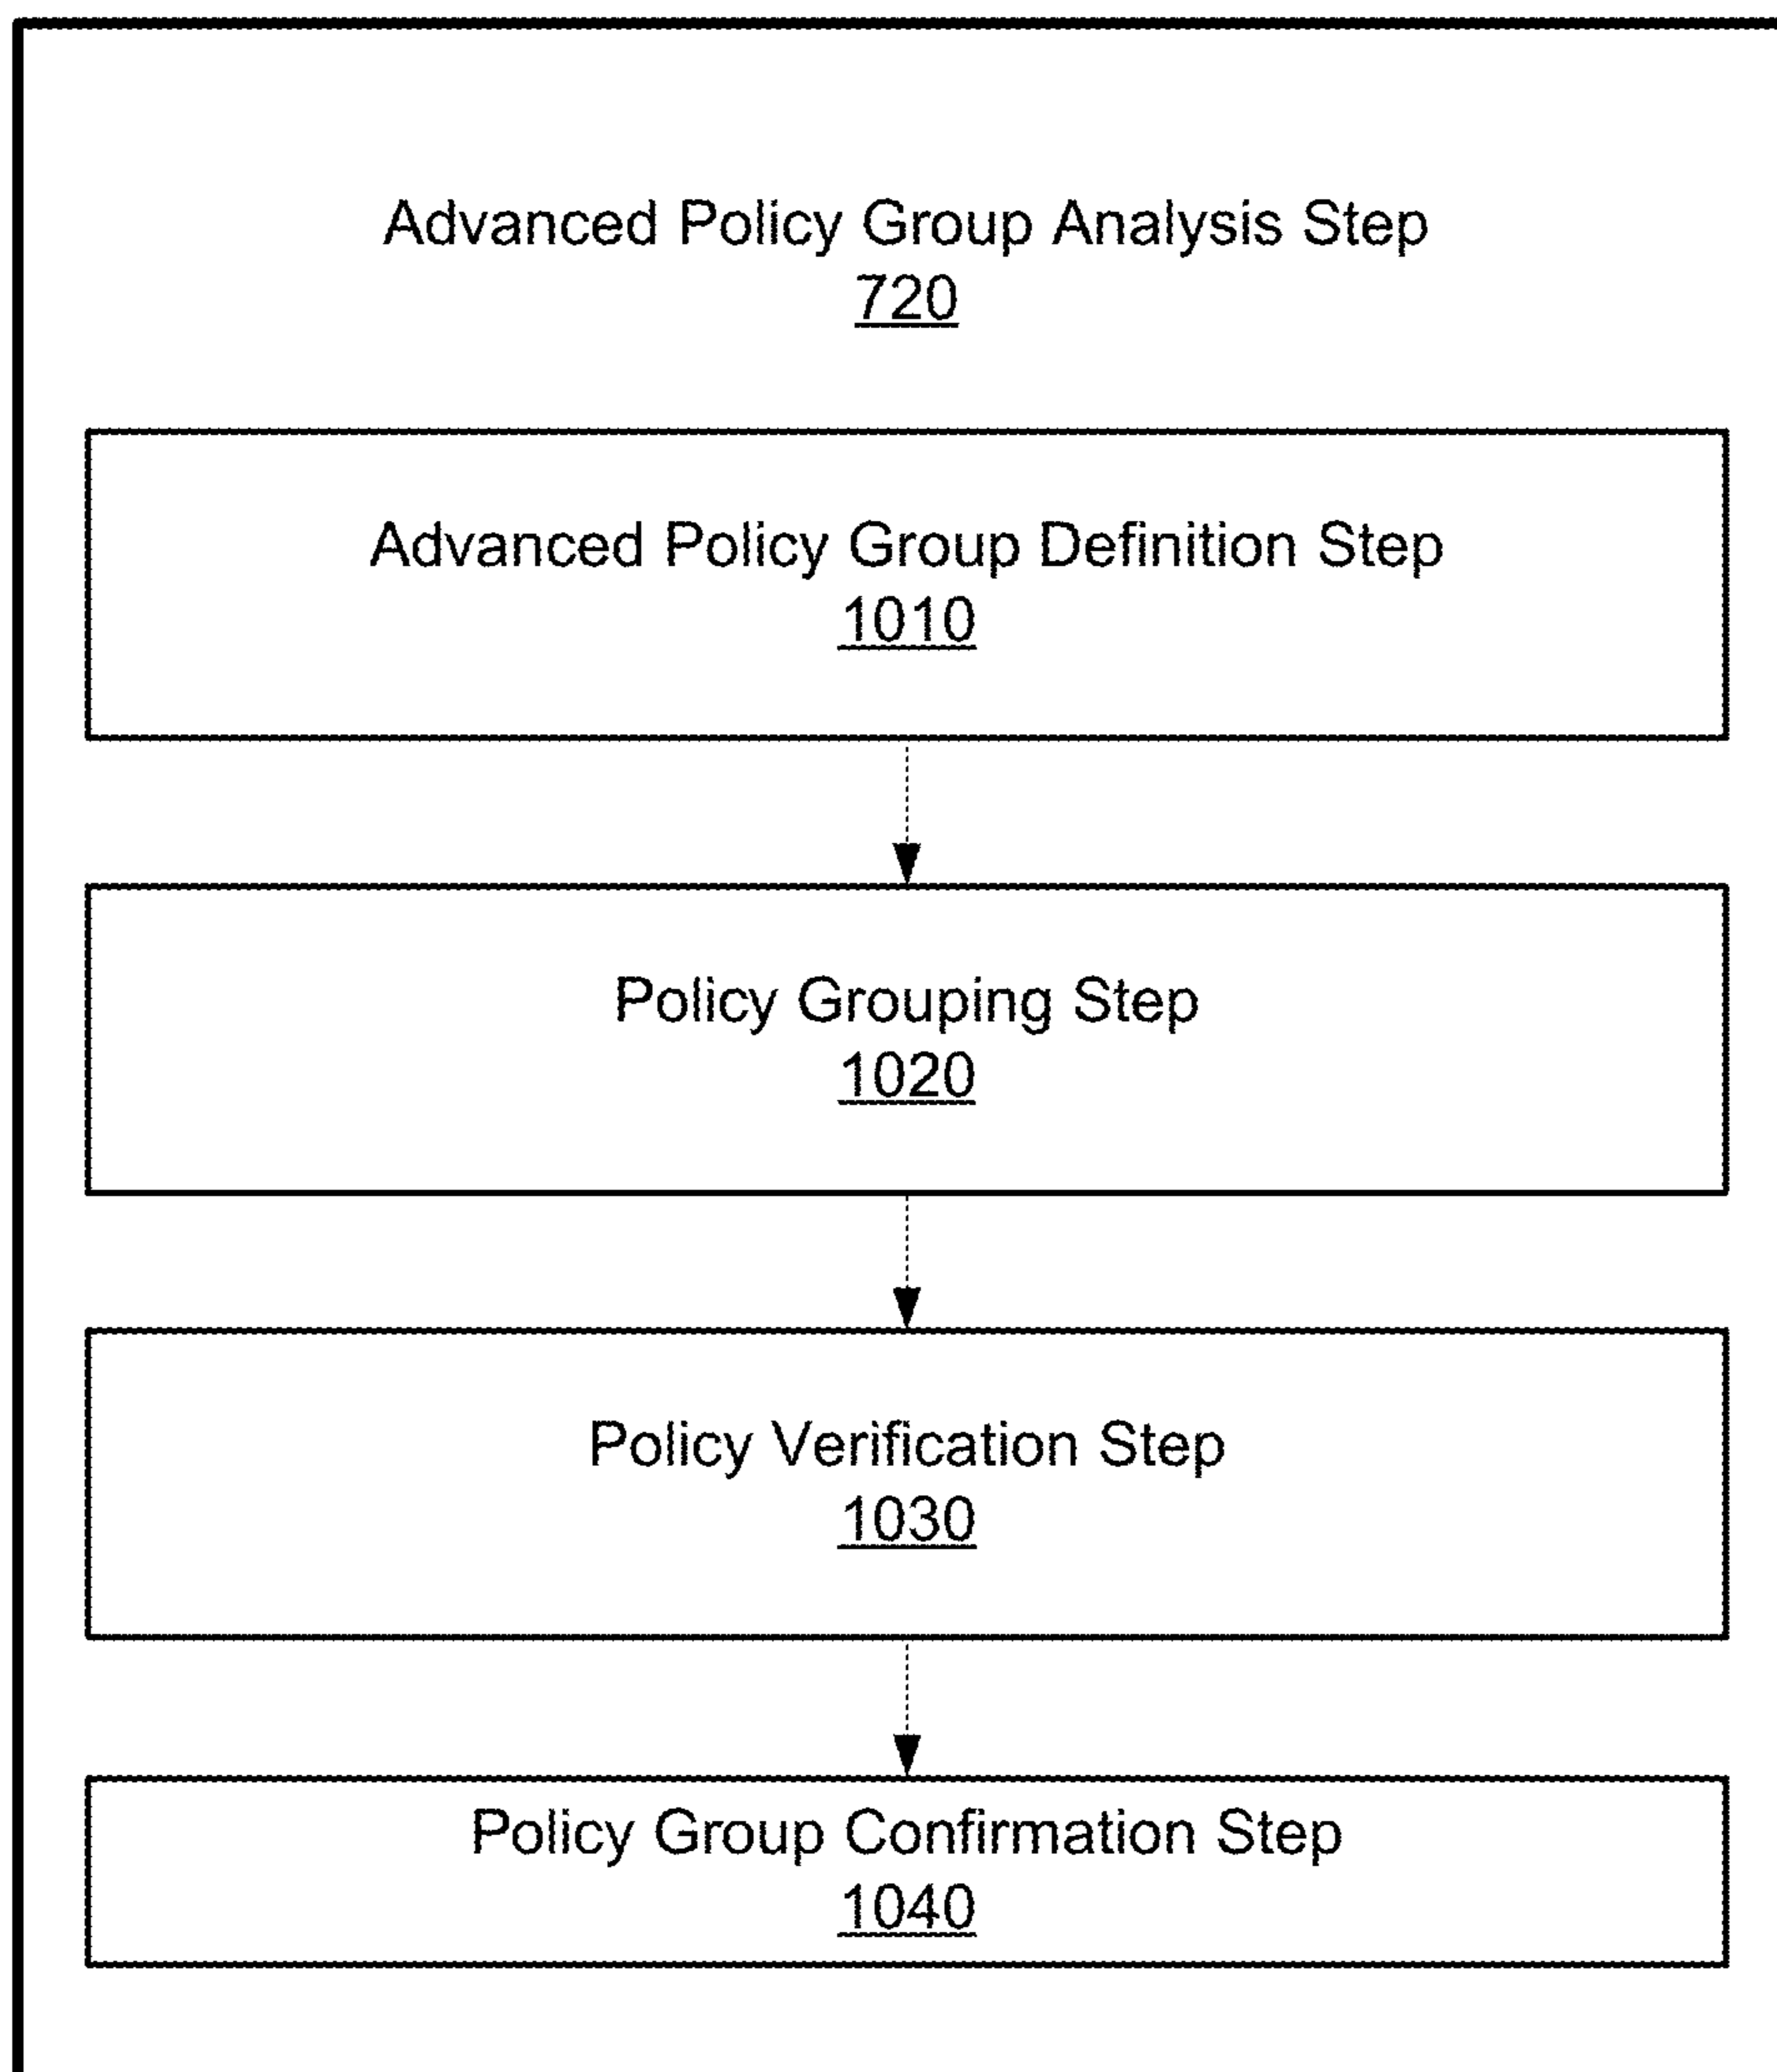 Advanced Policy Group Analysis Step
720
Advanced Policy Group Definition Step
1010
Policy Grouping Step
1020
Policy Verification Step
1030
Policy Group Confirmation Step
1040